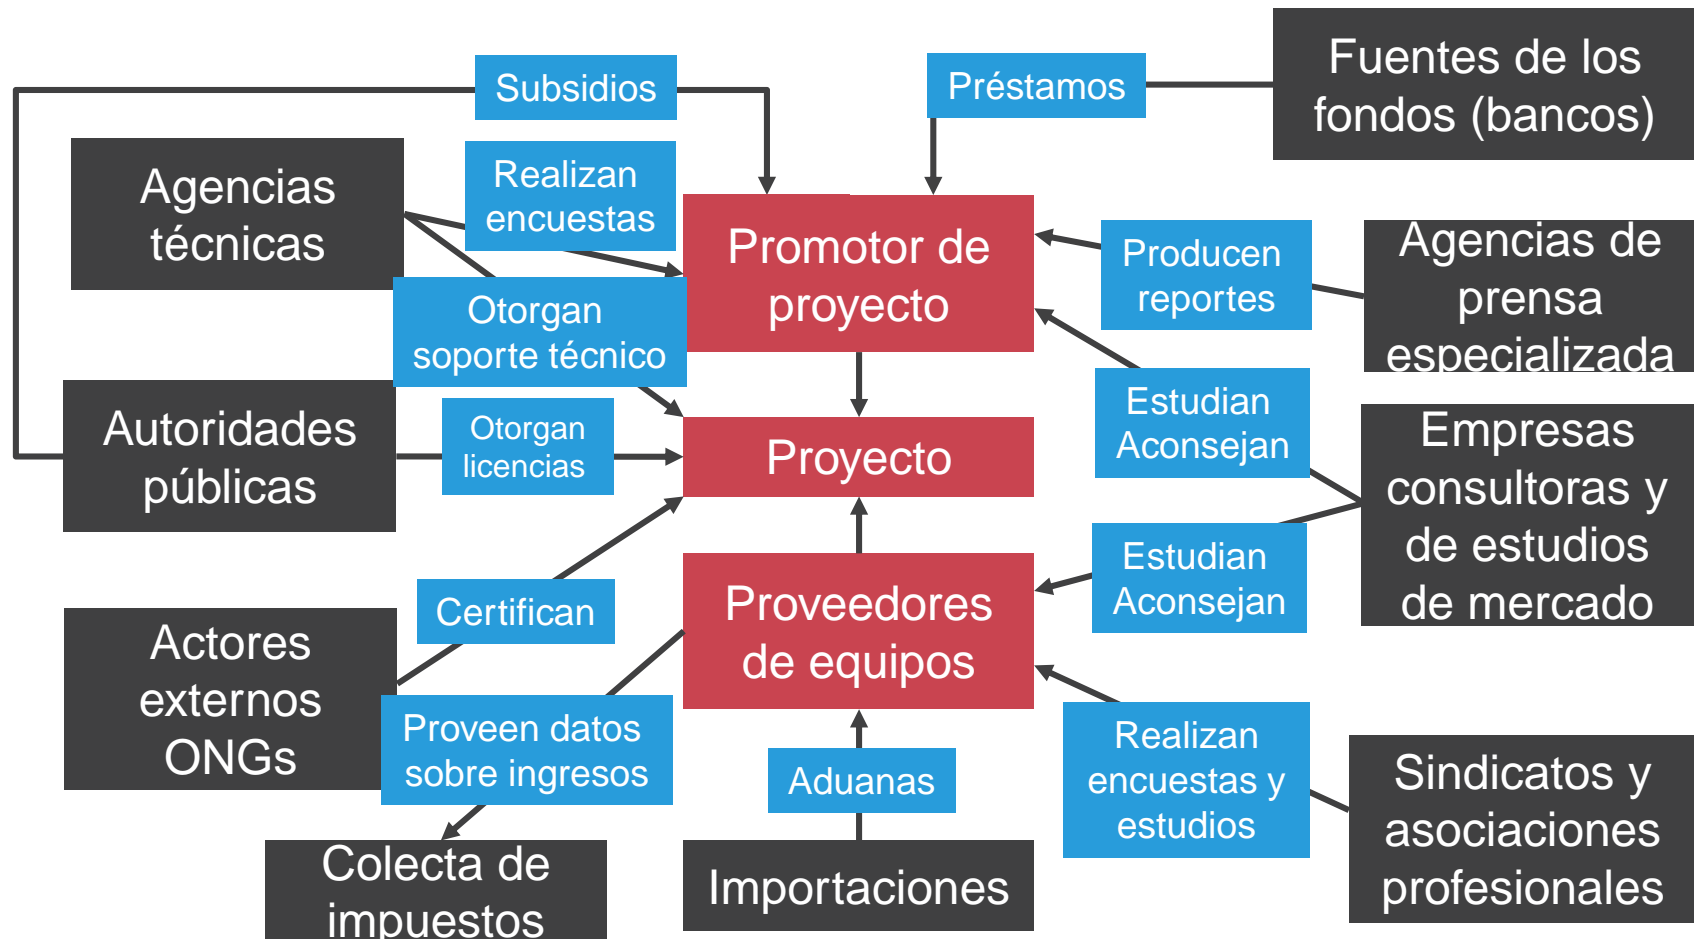 Subsidios
Préstamos
Fuentes de los
fondos (bancos)
Agencias
técnicas
Realizan
encuestas
Promotor de
proyecto
Producen
reportes
Agencias de
prensa
especializada
Otorgan
soporte técnico
Autoridades
públicas
Otorgan
licencias
Proyecto
Estudian
Aconsejan
Empresas
consultoras y
de estudios
de mercado
Estudian
Aconsejan
Certifican
Proveedores
de equipos
Actores
externos
ONGs
Proveen datos
sobre ingresos
Aduanas
Realizan
encuestas y
estudios
Sindicatos y
asociaciones
profesionales
Colecta de
impuestos
Importaciones